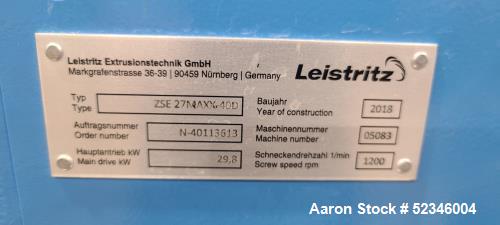 Leistritz Extrusionstechnik GmbH
Markgrafenstrasse 36-39 | 90459 Nürnberg | Germany
Leistritz
Typ
Type
ZSE 27MAXX-40D
Baujahr
Year of construction
2018
Auftragsnummer
Order number
N-40113613
Maschinennummer
Machine number
05083
Hauptantrieb kW
Main drive kW
29,8
Schneckendrehzahl 1/min
Screw speed rpm
1200
Aaron Stock # 52346004